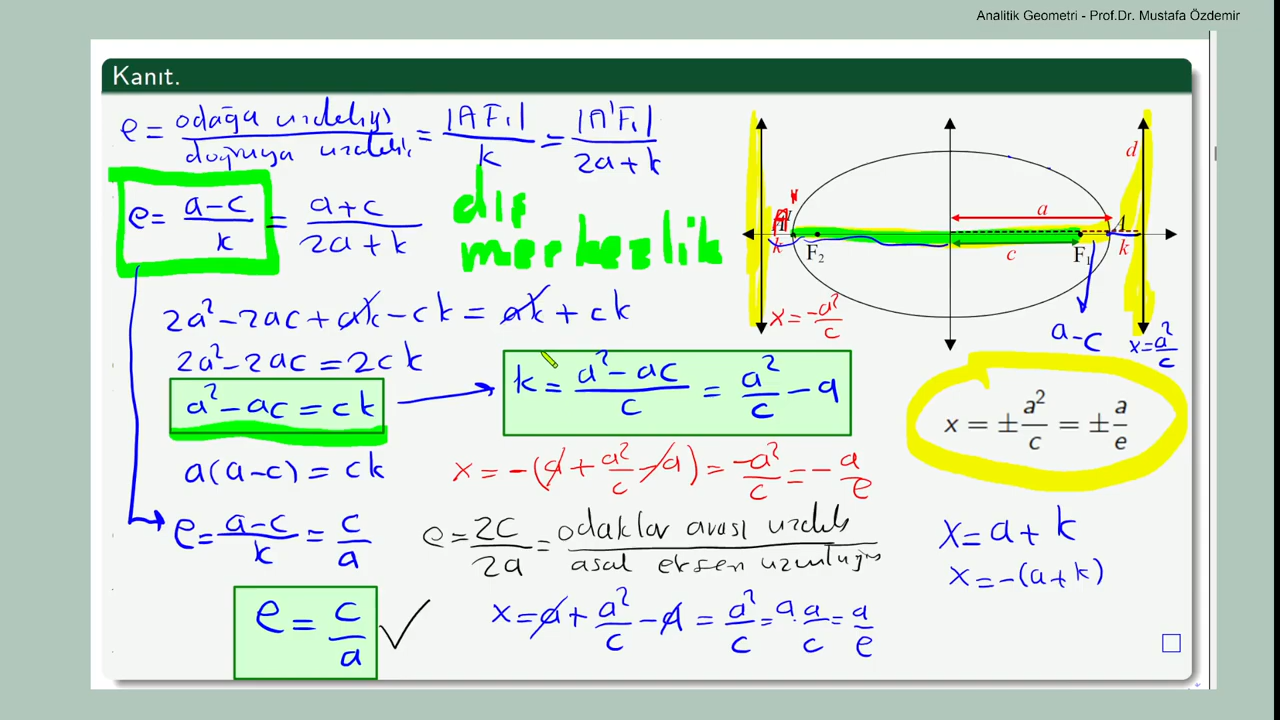 Analitik Geometri - Prof.Dr. Mustafa Özdemir
Kanıt.
e = odağa uzaklığı / doğruya uzaklık = |AF₁| / k = |A'F₁| / 2a+k
e = a-c / k = a+c / 2a+k
dış merkezlik
2a²-2ac+ak-ck = ak+ck
2a²-2ac = 2ck
a²-ac = ck
k = a²-ac / c = a²/c - a
a(a-c) = ck
x = -(a + a²/c - a) = -a²/c = -a/e
e = a-c / k = c/a
e = 2c/2a = odaklar arası uzaklık / asal eksen uzunluğu
e = c/a ✓
x = a + a²/c - a = a²/c = a·a/c = a/e
d
a
A
k
F₂
c
F₁
k
x = -a²/c
a-c
x = a²/c
x = ±a²/c = ±a/e
x = a+k
x = -(a+k)